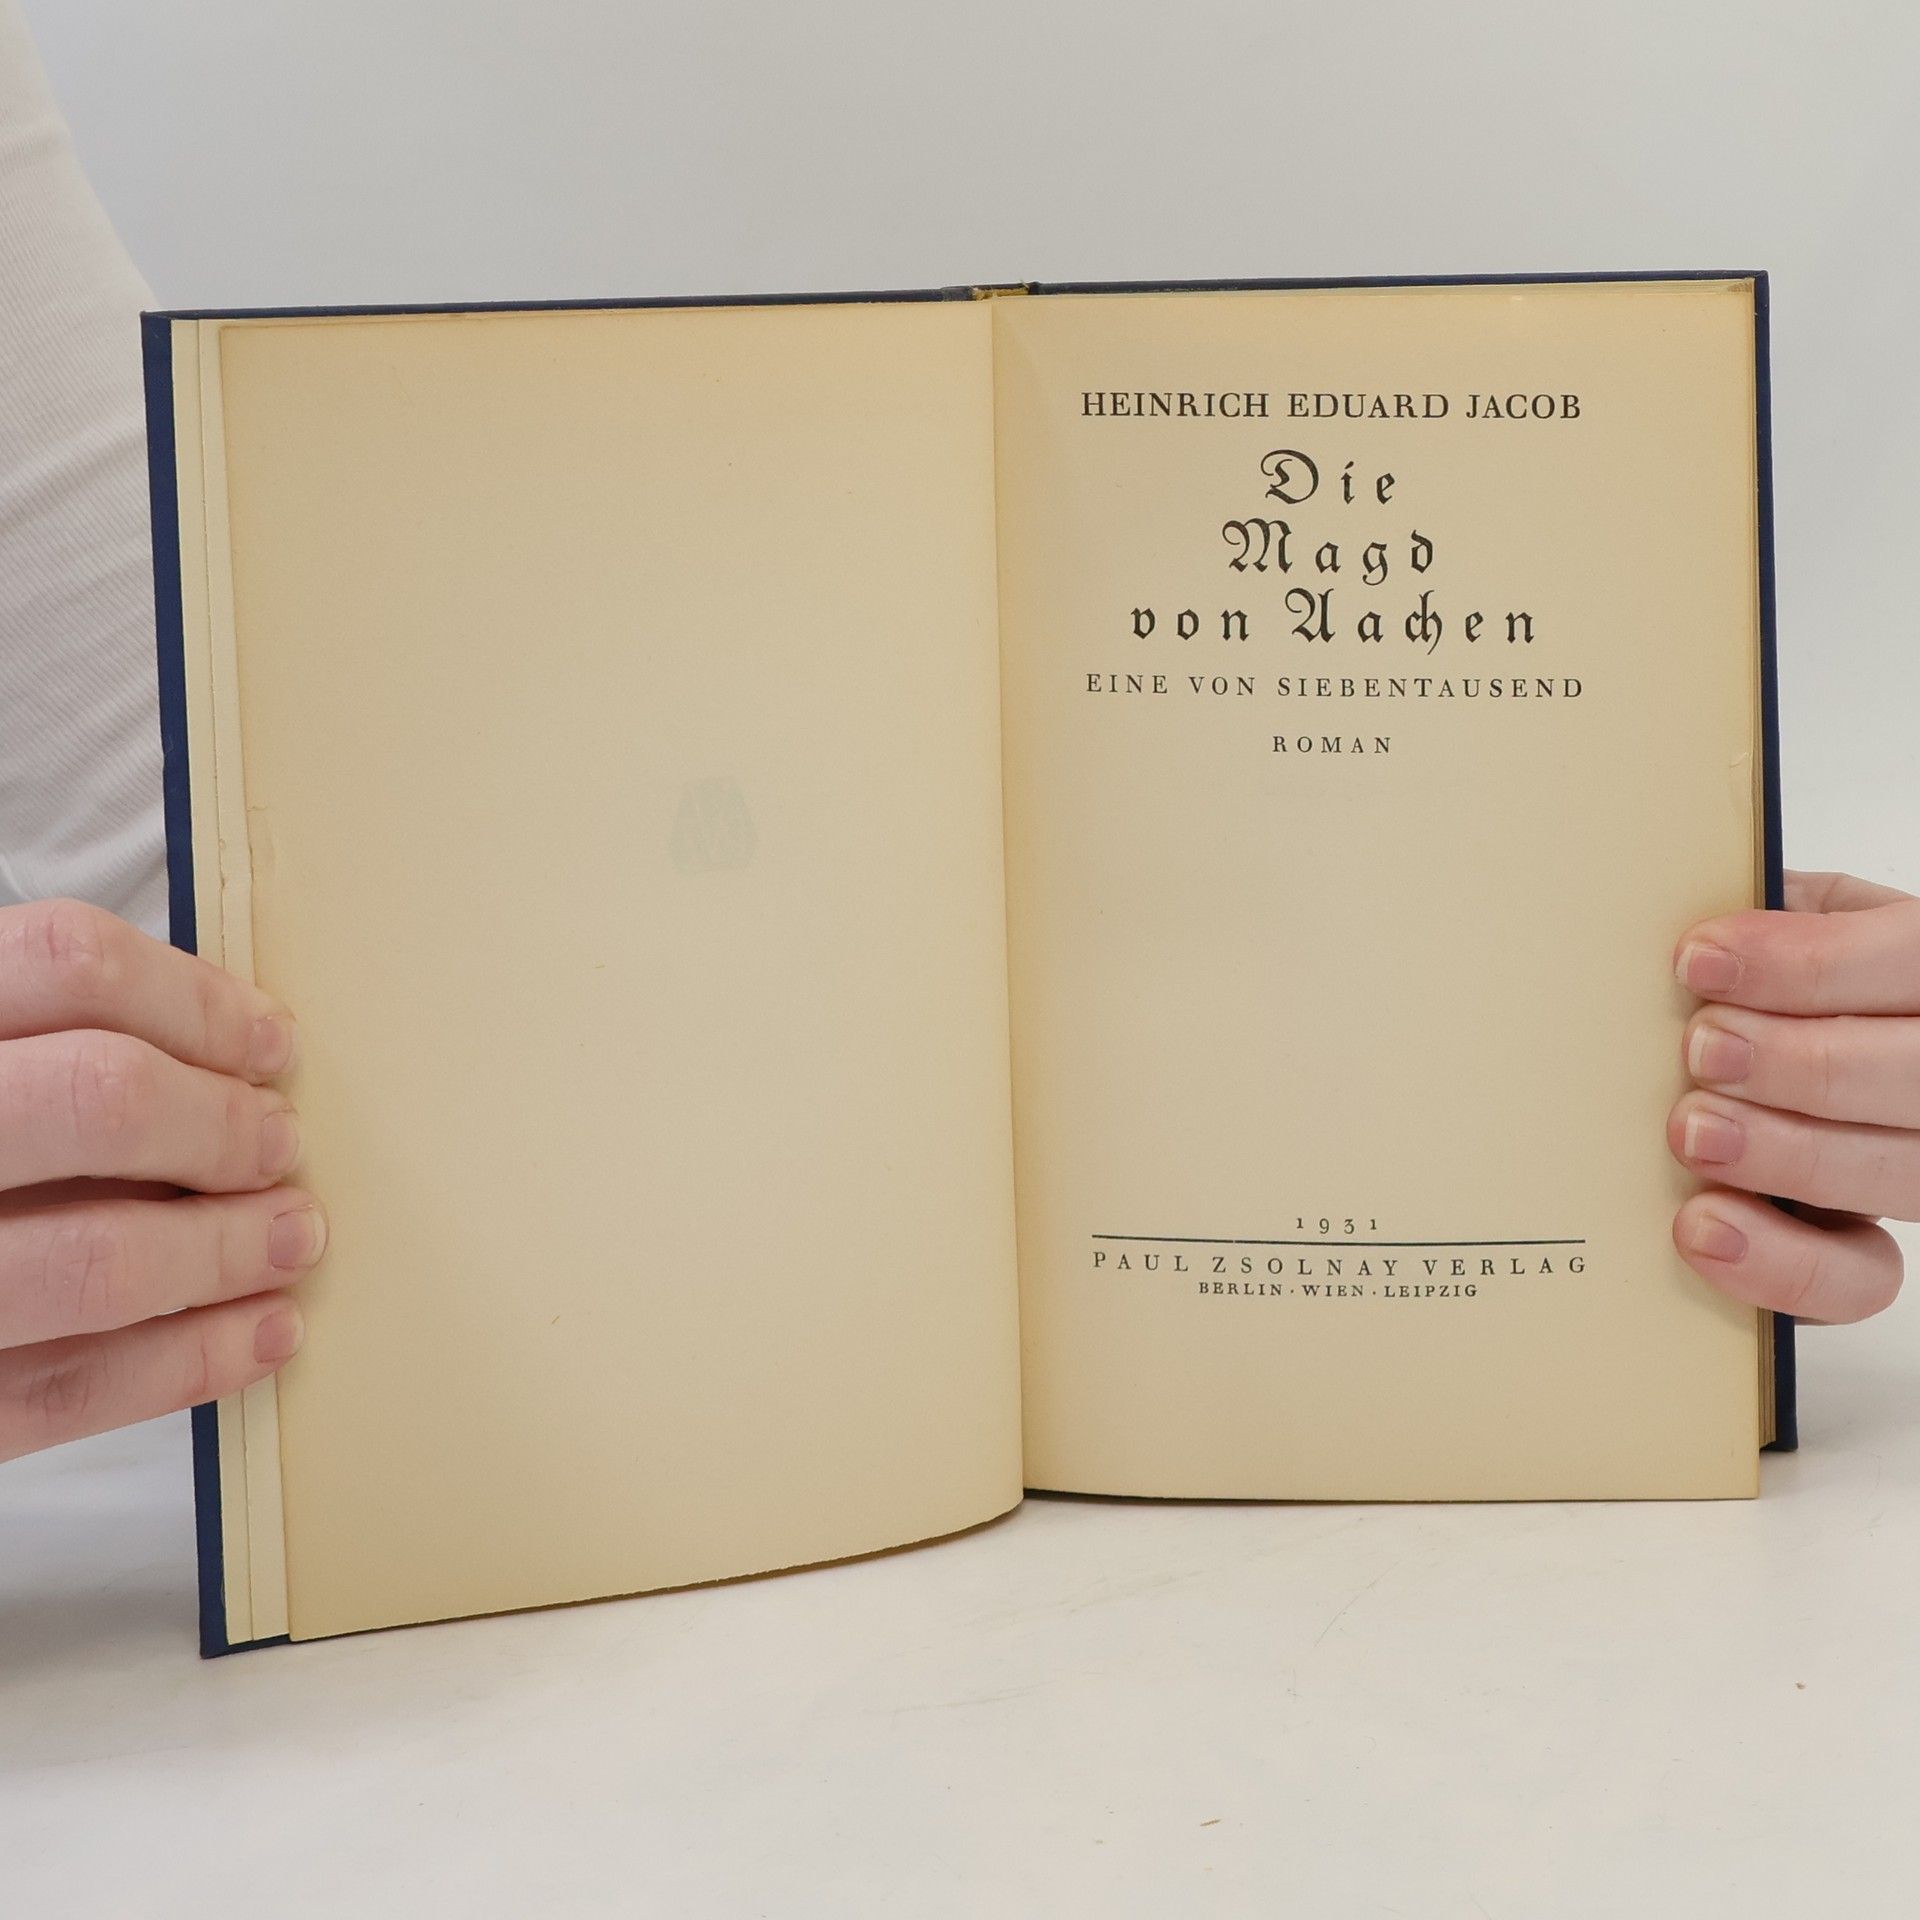 HEINRICH EDUARD JACOB
Die
Magd
von Aachen
EINE VON SIEBENTAUSEND
ROMAN
1931
PAUL ZSOLNAY VERLAG
BERLIN · WIEN · LEIPZIG